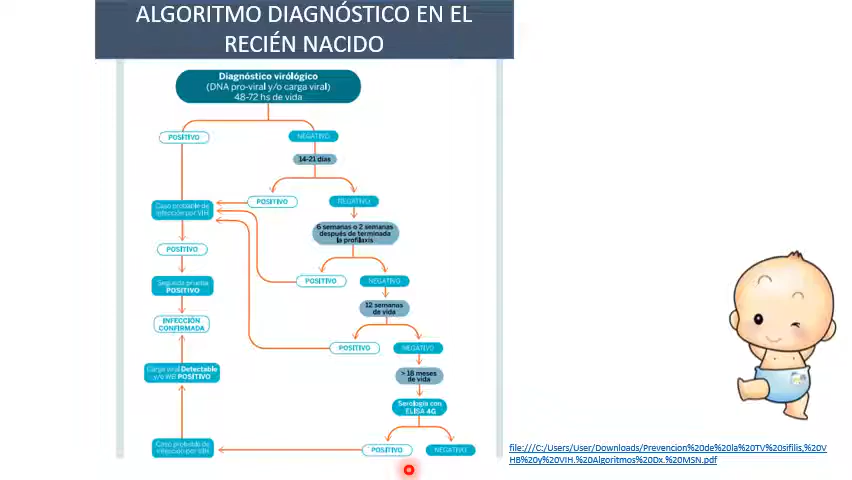 ALGORITMO DIAGNÓSTICO EN EL
RECIÉN NACIDO
Diagnóstico virólógico
(DNA pro-viral y/o carga viral)
48-72 hs de vida
POSITIVO
NEGATIVO
14-21 días
POSITIVO
NEGATIVO
Caso probable de
infección por VIH
6 semanas o 2 semanas
después de terminada
la profilaxis
POSITIVO
POSITIVO
NEGATIVO
Segunda prueba
POSITIVO
12 semanas
de vida
INFECCIÓN
CONFIRMADA
POSITIVO
NEGATIVO
Carga viral Detectable
y/o WB POSITIVO
> 18 meses
de vida
Serología con
ELISA 4G
Caso probable de
infección por VIH
POSITIVO
NEGATIVO
file:///C:/Users/User/Downloads/Prevencion%20de%20la%20TV%20sifilis,%20V
HB%20y%20VIH.%20Algoritmos%20Dx.%20MSN.pdf